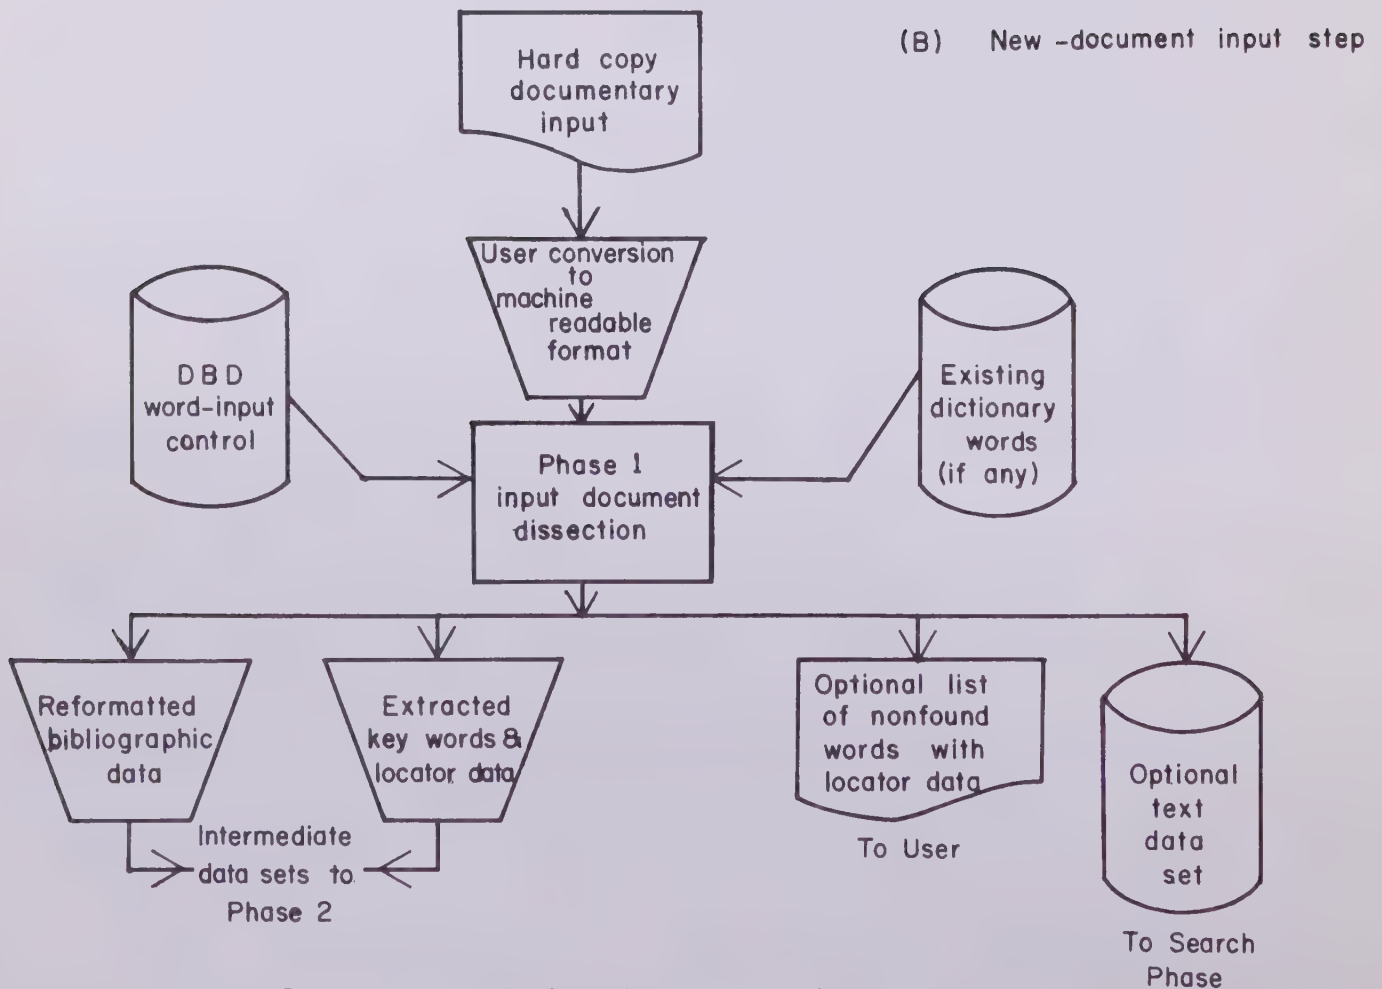 (B) New-document input step
Hard copy
documentary
input
User conversion
to
machine
readable
format
DBD
word-input
control
Existing
dictionary
words
(if any)
Phase 1
input document
dissection
Reformatted
bibliographic
data
Extracted
key words &
locator data
Optional list
of nonfound
words with
locator data
Optional
text
data
set
Intermediate
data sets to
Phase 2
To User
To Search
Phase